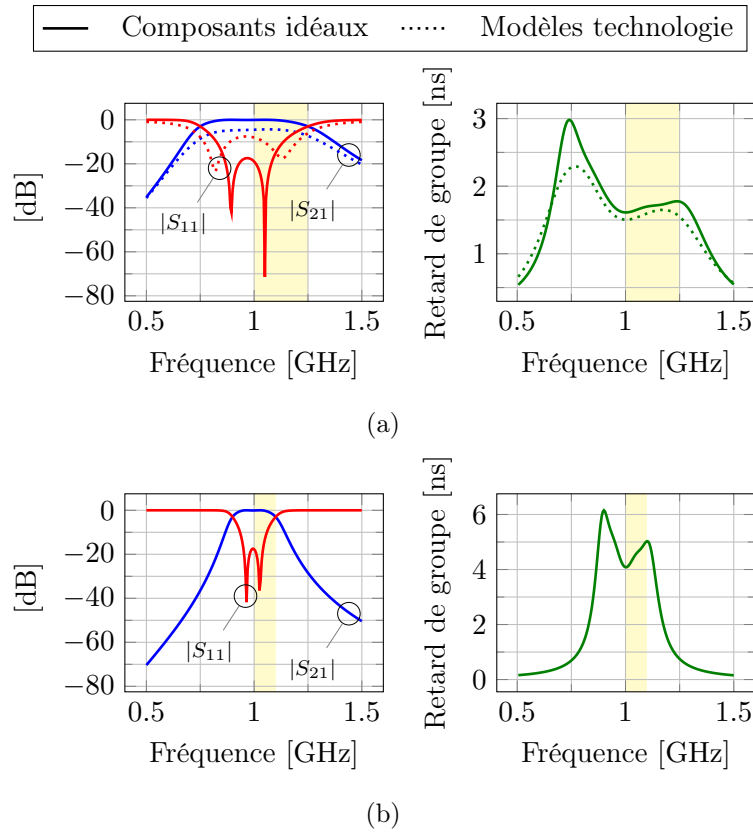 Composants idéaux
Modèles technologie
0
−20
−40
−60
−80
[dB]
|S11|
|S21|
0.5
1
1.5
Fréquence [GHz]
3
2
1
Retard de groupe [ns]
0.5
1
1.5
Fréquence [GHz]
(a)
0
−20
−40
−60
−80
[dB]
|S11|
|S21|
0.5
1
1.5
Fréquence [GHz]
6
4
2
0
Retard de groupe [ns]
0.5
1
1.5
Fréquence [GHz]
(b)